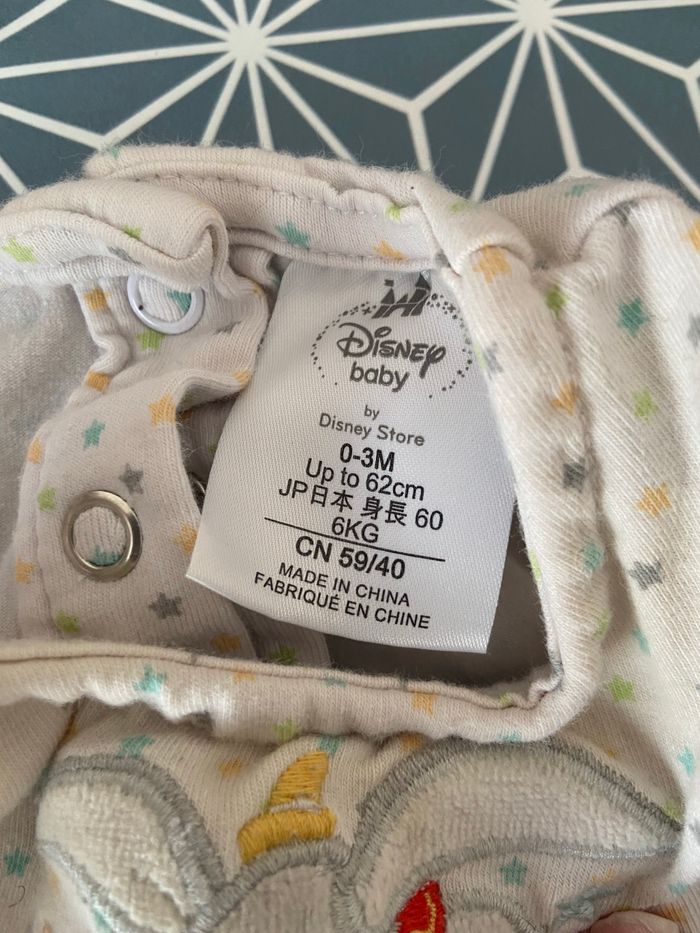 Disney
baby
by
Disney Store
0-3M
Up to 62cm
JP日本 身長 60
6KG
CN 59/40
MADE IN CHINA
FABRIQUÉ EN CHINE